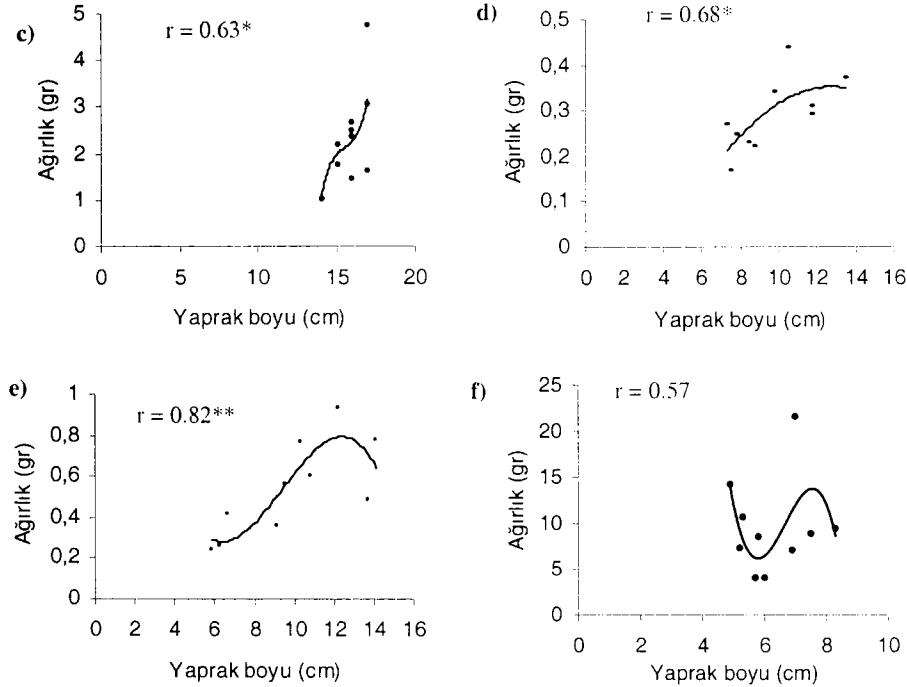 c)
r = 0.63*
Ağırlık (gr)
5
4
3
2
1
0
0 5 10 15 20
Yaprak boyu (cm)
d)
r = 0.68*
Ağırlık (gr)
0,5
0,4
0,3
0,2
0,1
0
0 2 4 6 8 10 12 14 16
Yaprak boyu (cm)
e)
r = 0.82**
Ağırlık (gr)
1
0,8
0,6
0,4
0,2
0
0 2 4 6 8 10 12 14 16
Yaprak boyu (cm)
f)
r = 0.57
Ağırlık (gr)
25
20
15
10
5
0
0 2 4 6 8 10
Yaprak boyu (cm)